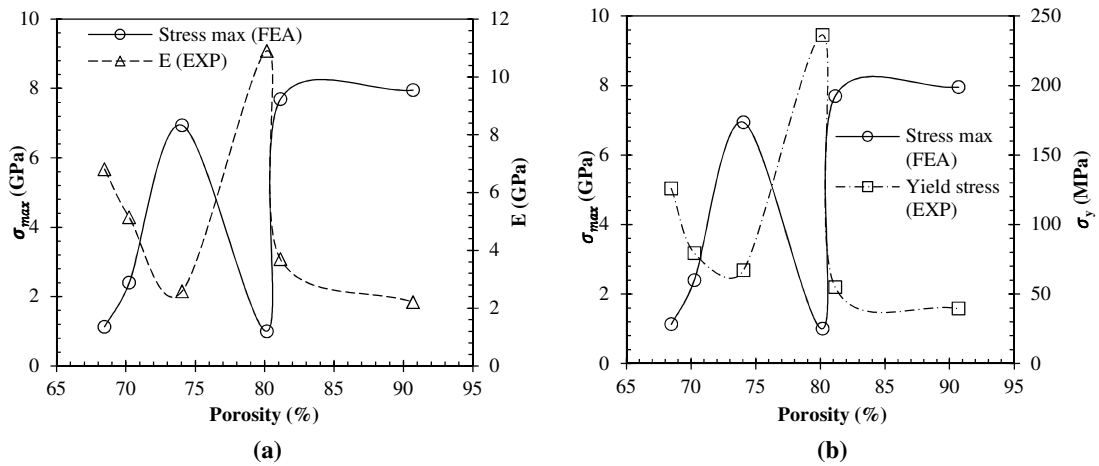 10
8
6
4
2
0
σmax (GPa)
Stress max (FEA)
E (EXP)
12
10
8
6
4
2
0
E (GPa)
65 70 75 80 85 90 95
Porosity (%)
(a)
10
8
6
4
2
0
σmax (GPa)
Stress max
(FEA)
Yield stress
(EXP)
250
200
150
100
50
0
σy (MPa)
65 70 75 80 85 90 95
Porosity (%)
(b)